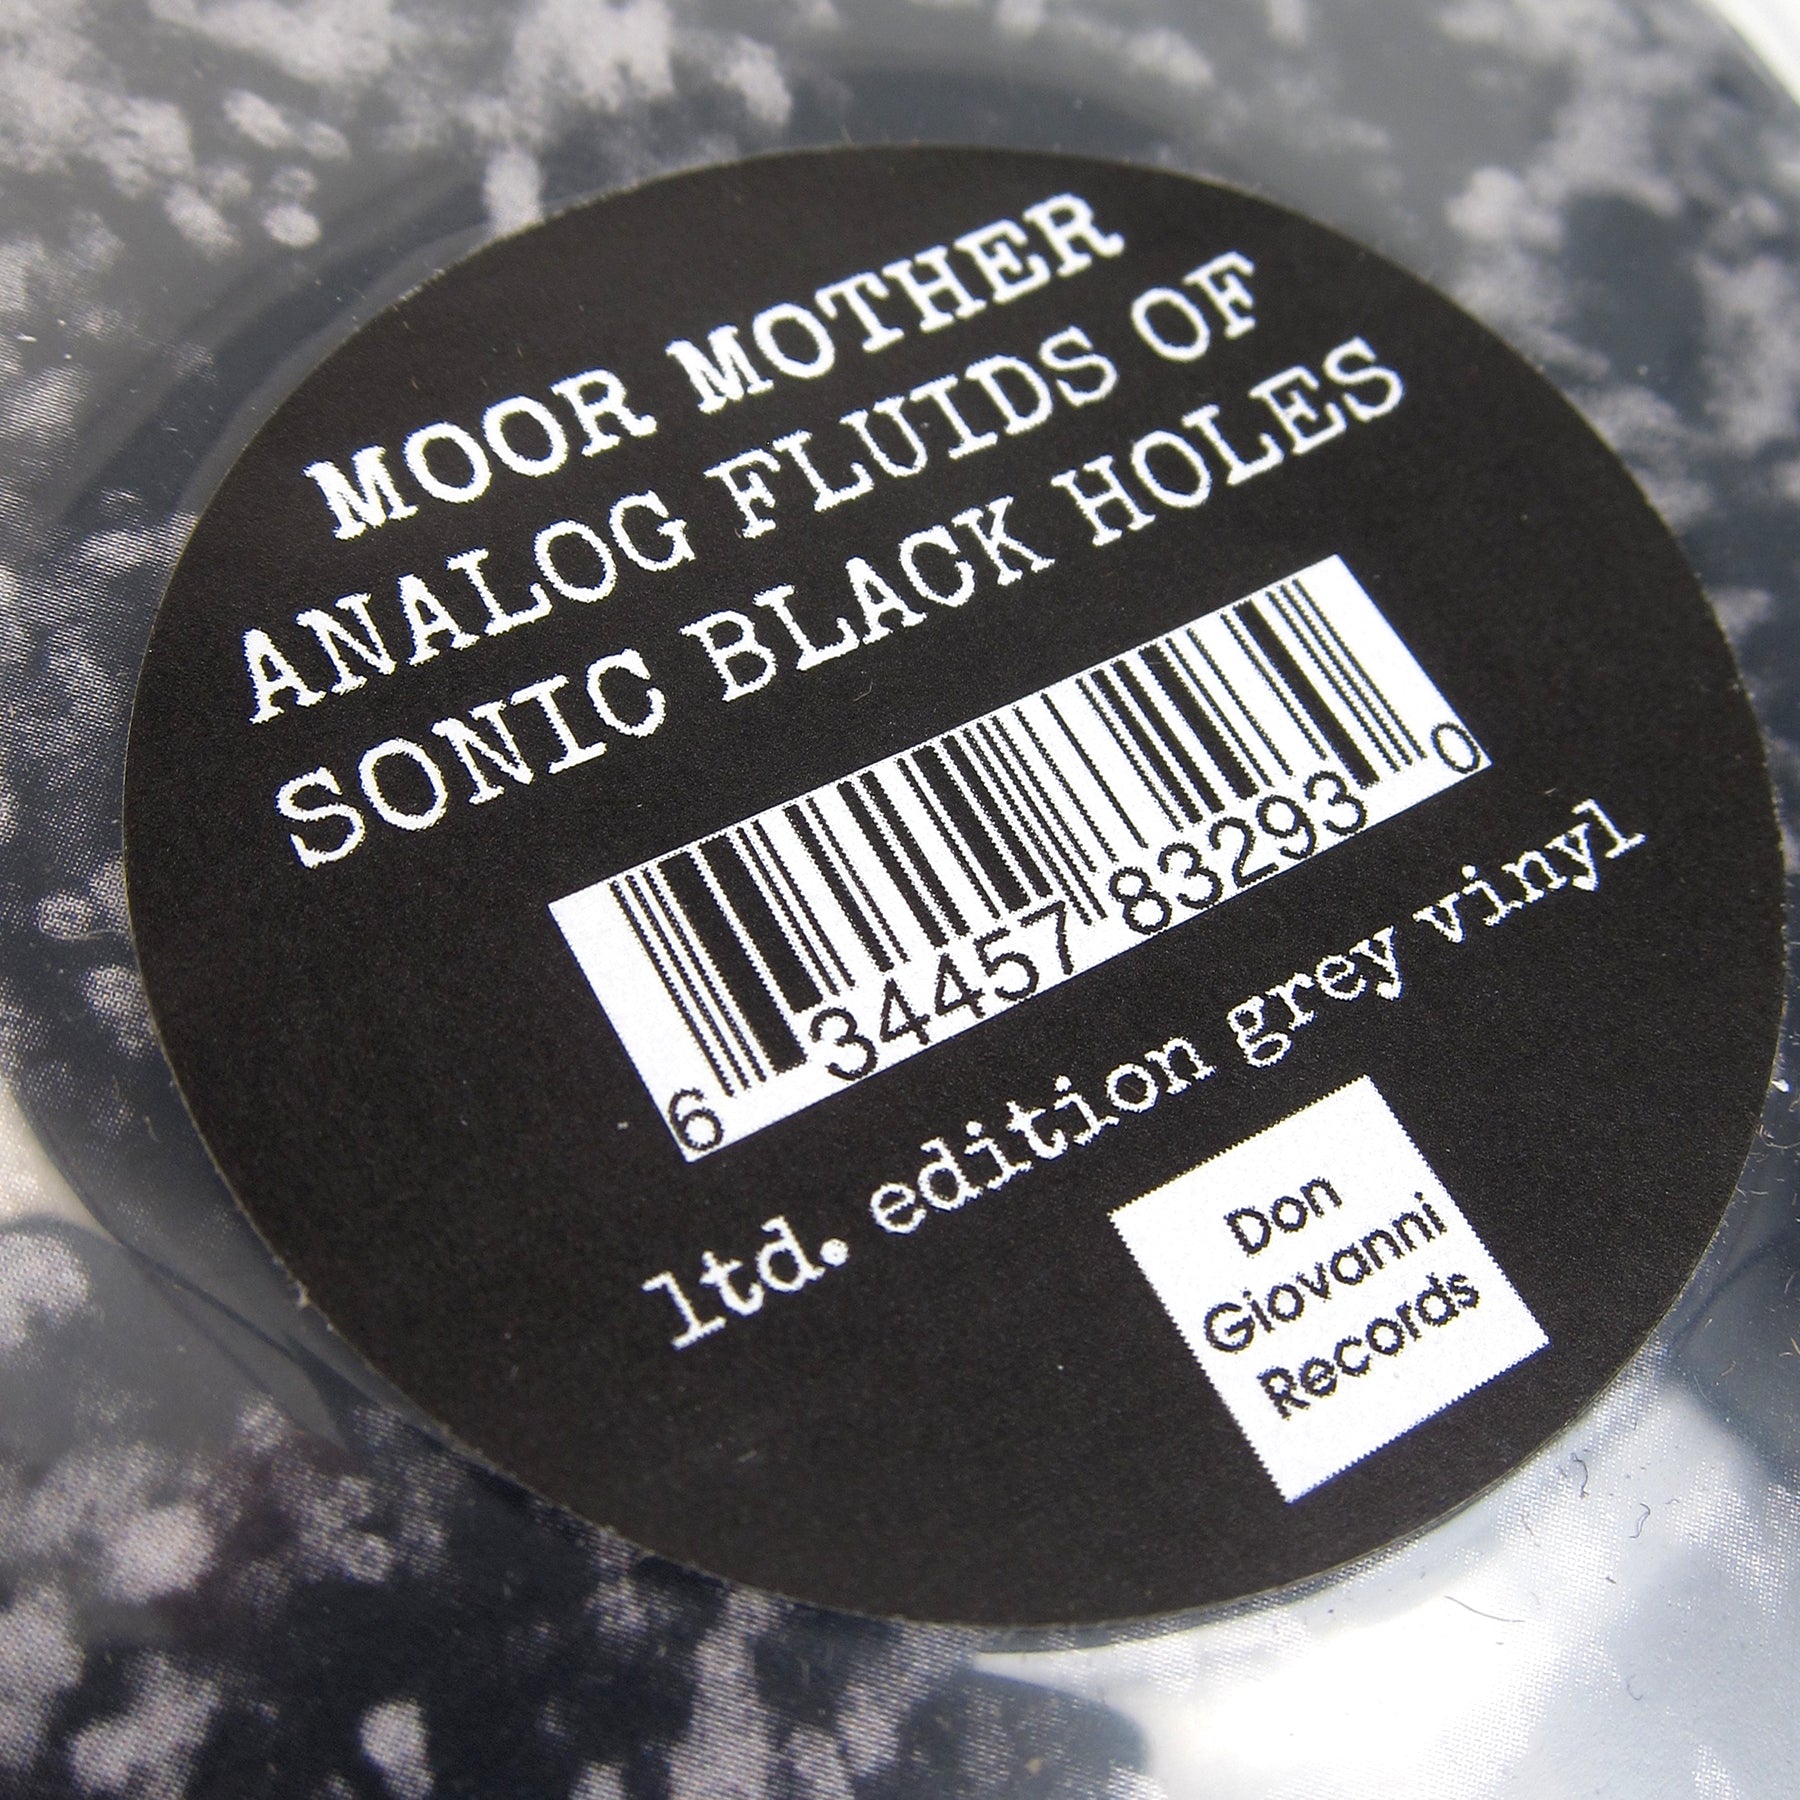 MOOR MOTHER
ANALOG FLUIDS OF
SONIC BLACK HOLES
6 34457 83293 0
ltd. edition grey vinyl
Don
Giovanni
Records